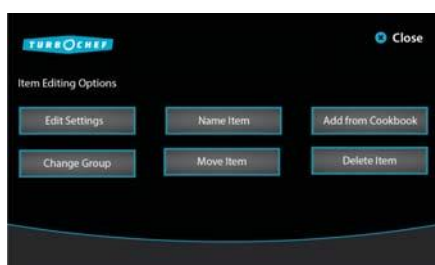 TURBOCHEF
Close
Item Editing Options
Edit Settings
Name Item
Add from Cookbook
Change Group
Move Item
Delete Item